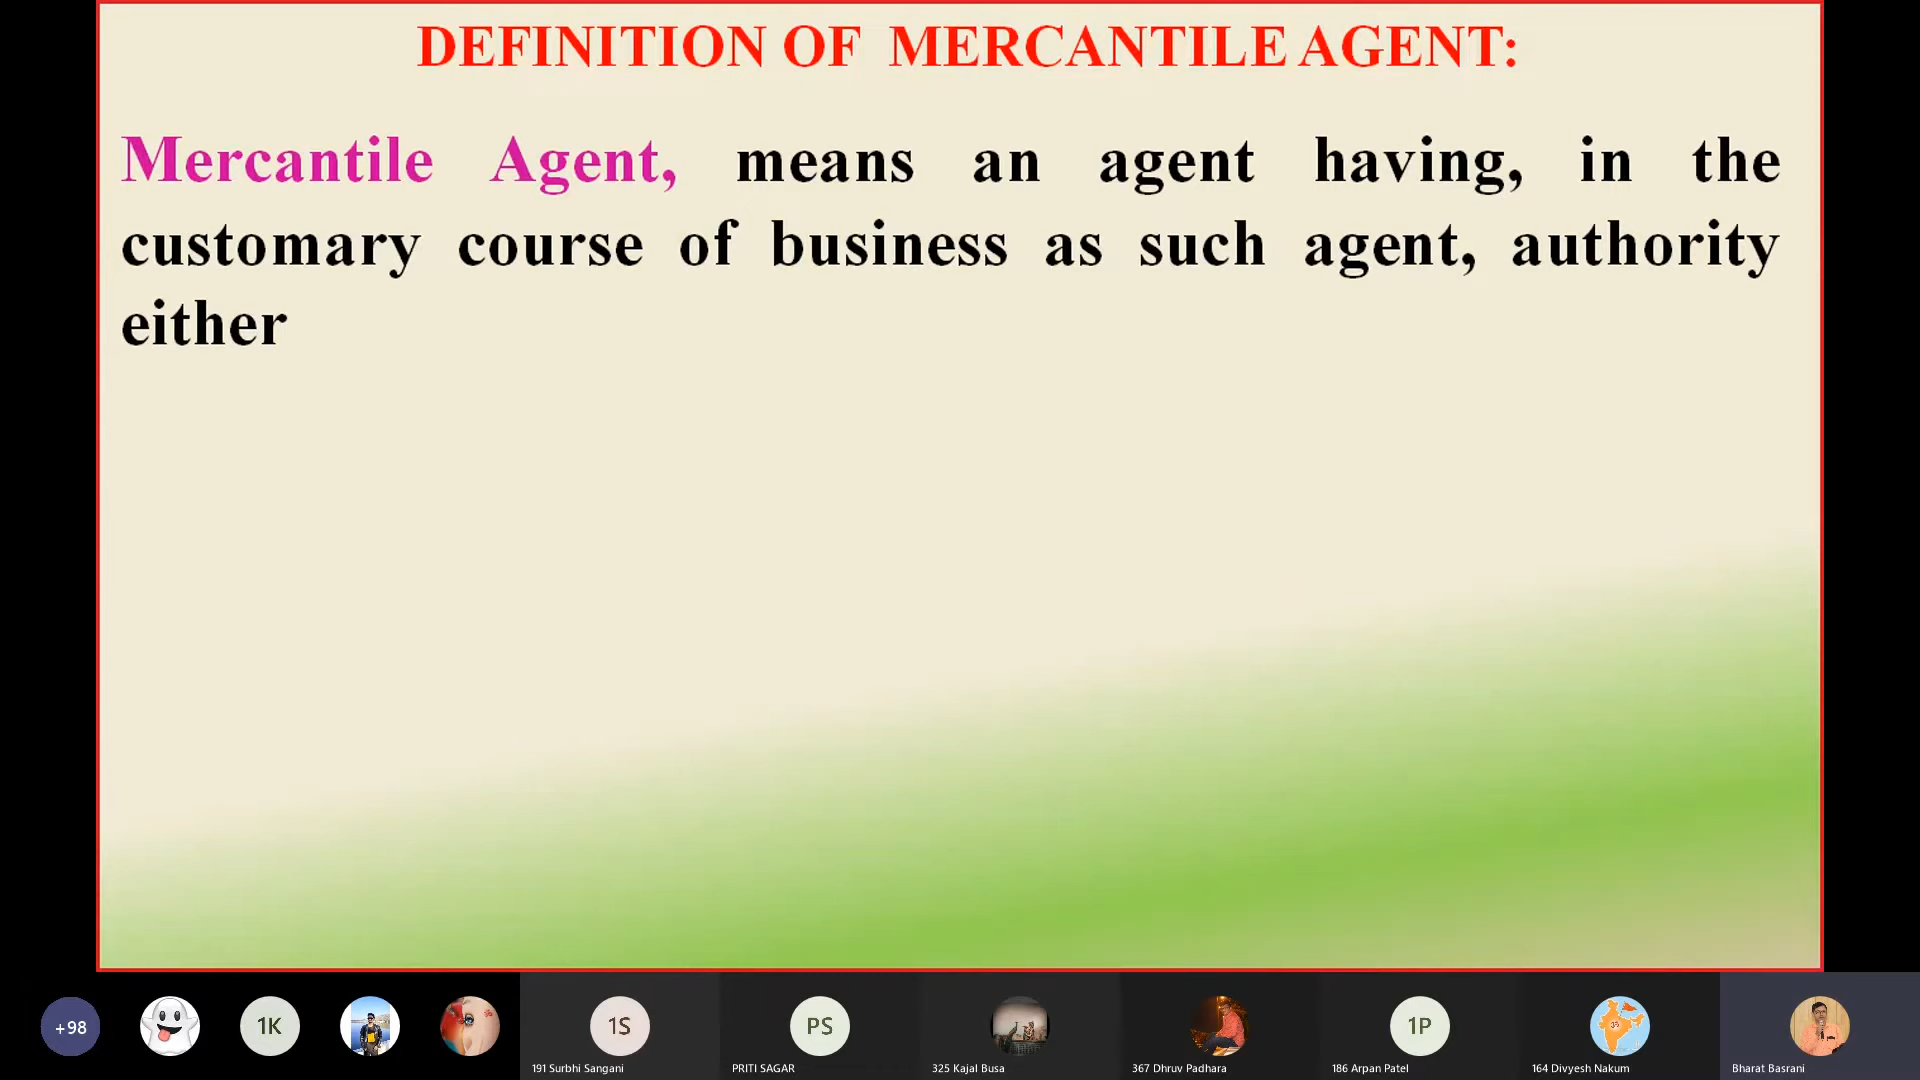 DEFINITION OF MERCANTILE AGENT:
Mercantile Agent, means an agent having, in the
customary course of business as such agent, authority
either
+98
1K
1S
PS
1P
191 Surbhi Sangani
PRITI SAGAR
325 Kajal Busa
367 Dhruv Padhara
186 Arpan Patel
164 Divyesh Nakum
Bharat Basrani